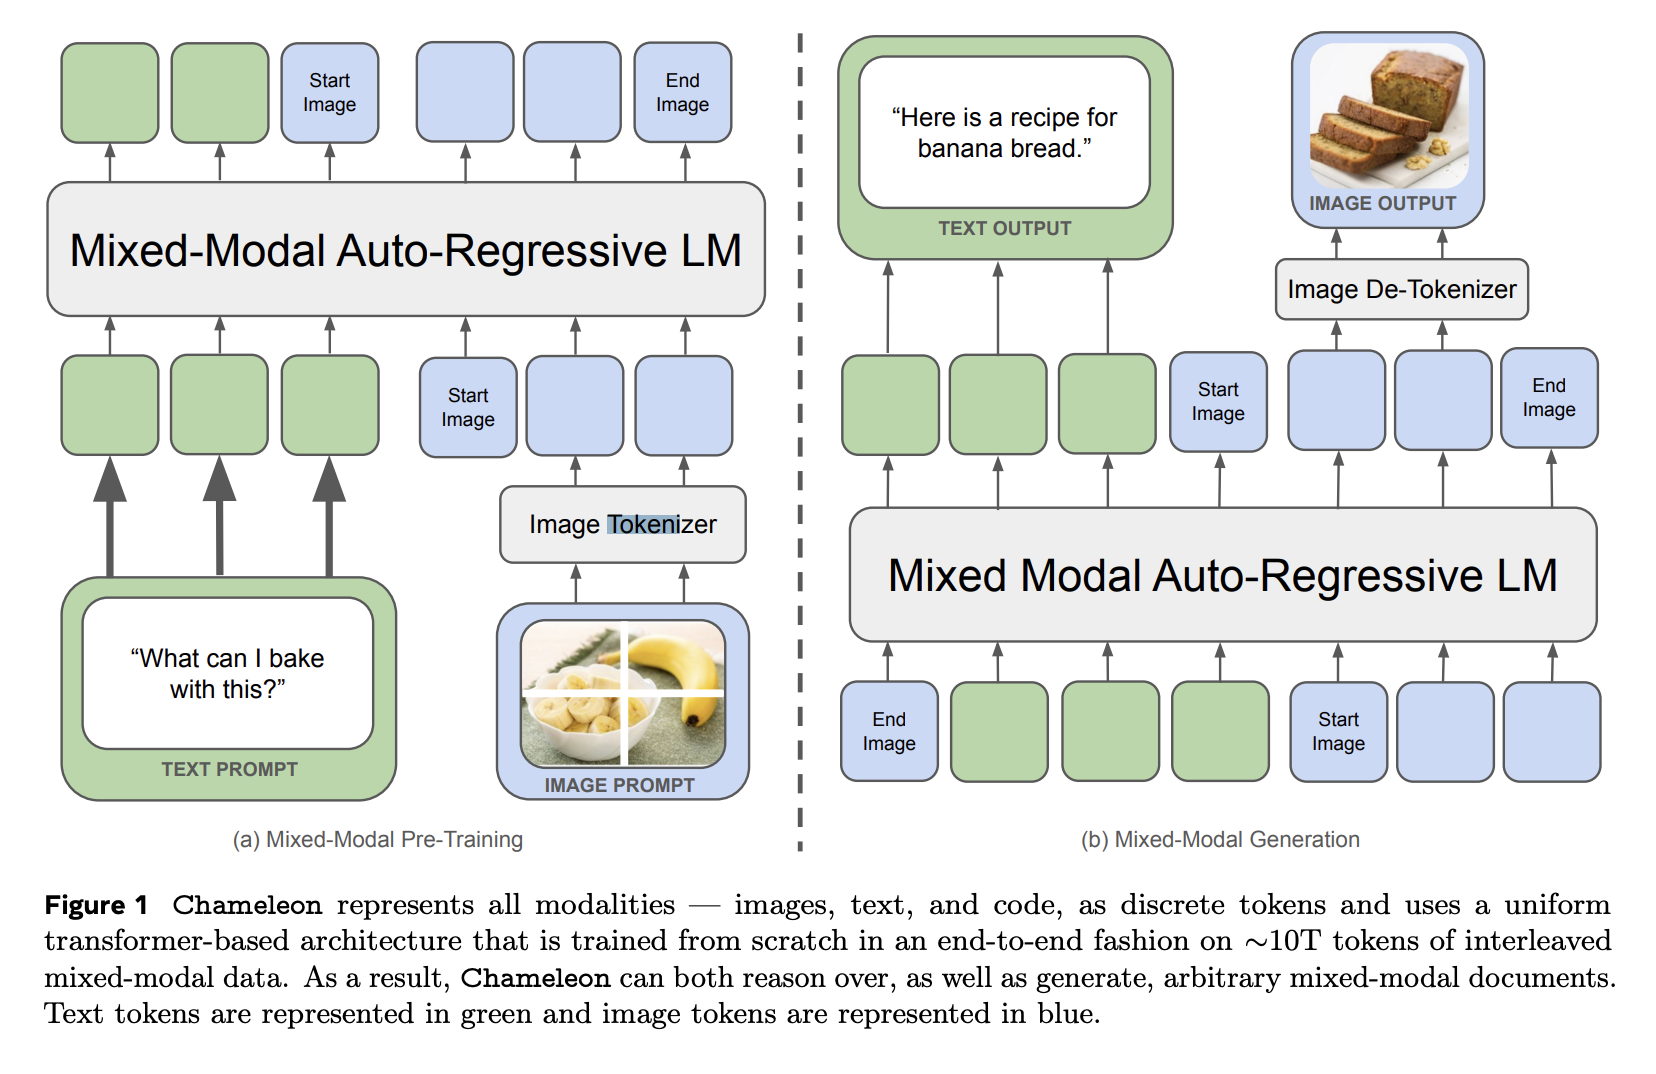 Start
Image
End
Image
Mixed-Modal Auto-Regressive LM
Start
Image
Image Tokenizer
“What can I bake
with this?”
TEXT PROMPT
IMAGE PROMPT
(a) Mixed-Modal Pre-Training
“Here is a recipe for
banana bread.”
TEXT OUTPUT
IMAGE OUTPUT
Image De-Tokenizer
Start
Image
End
Image
Mixed Modal Auto-Regressive LM
End
Image
Start
Image
(b) Mixed-Modal Generation
Figure 1 Chameleon represents all modalities — images, text, and code, as discrete tokens and uses a uniform
transformer-based architecture that is trained from scratch in an end-to-end fashion on ∼10T tokens of interleaved
mixed-modal data. As a result, Chameleon can both reason over, as well as generate, arbitrary mixed-modal documents.
Text tokens are represented in green and image tokens are represented in blue.